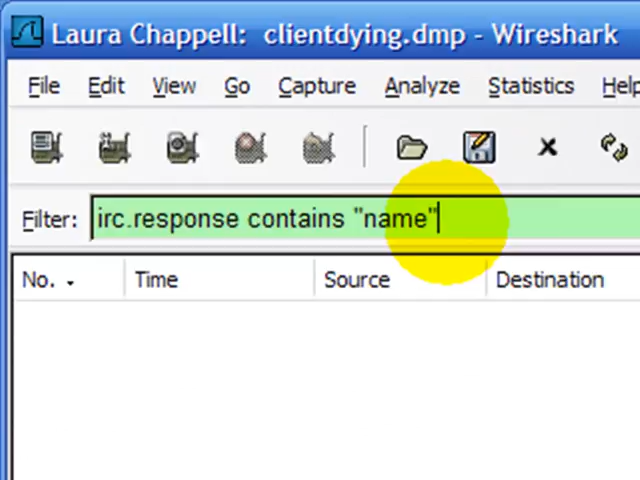 Laura Chappell: clientdying.dmp - Wireshark
File Edit View Go Capture Analyze Statistics Help
Filter: irc.response contains "name"
No. Time Source Destination